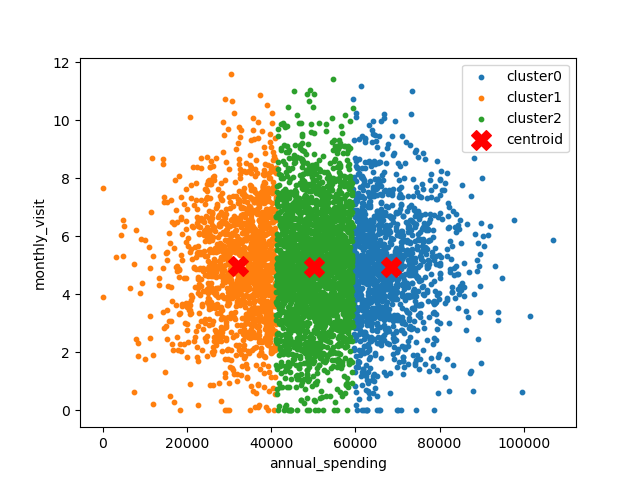 12
10
8
6
4
2
0
monthly_visit
cluster0
cluster1
cluster2
centroid
0 20000 40000 60000 80000 100000
annual_spending